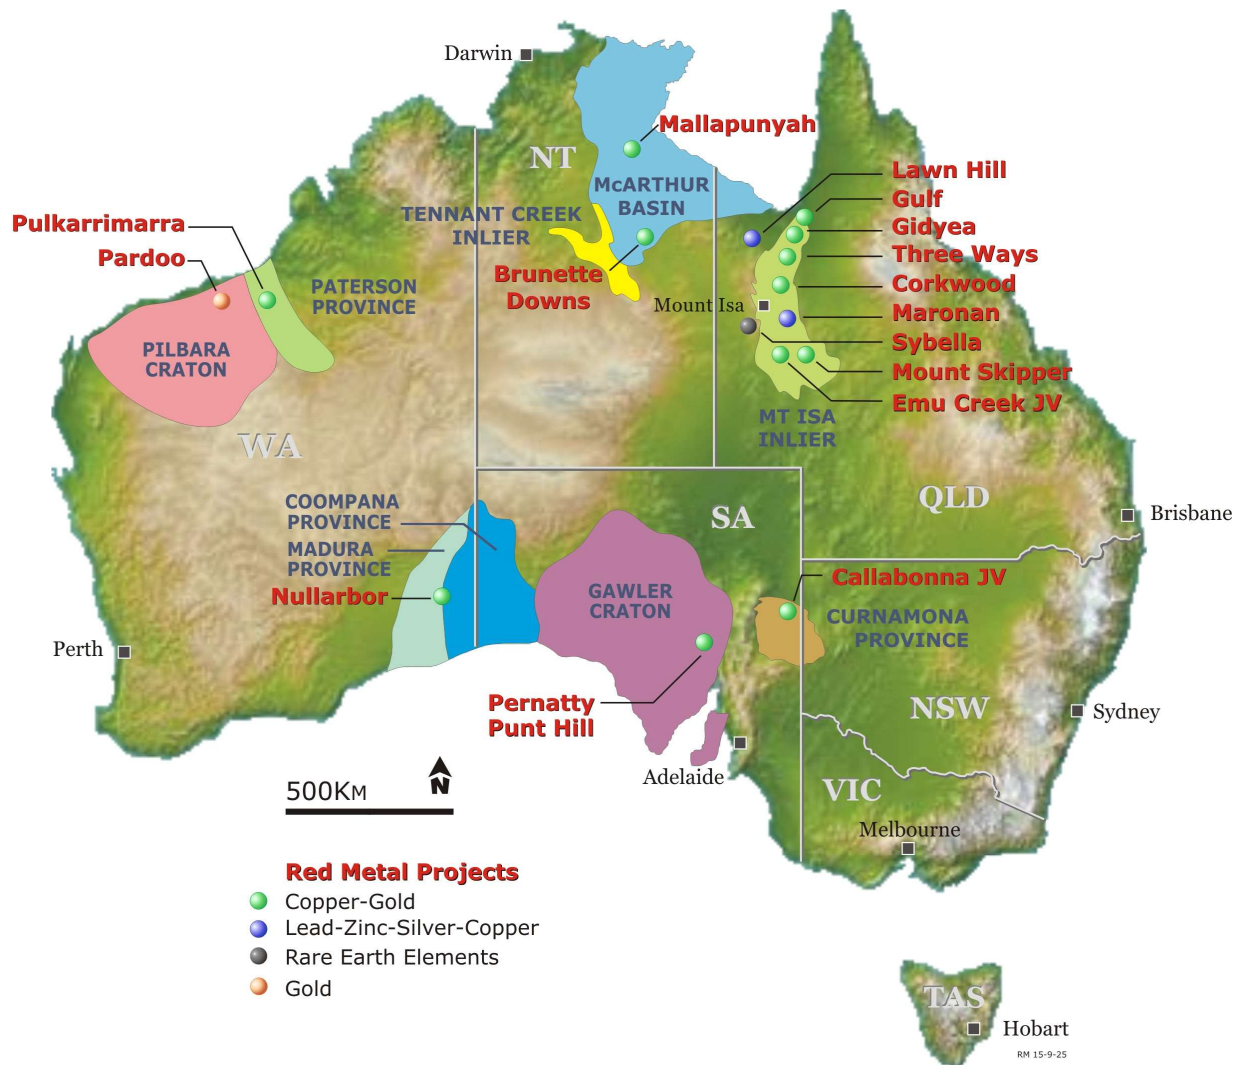 Darwin
Mallapunyah
NT
McARTHUR
BASIN
Lawn Hill
Gulf
Gidyea
Three Ways
Corkwood
Maronan
Sybella
Mount Skipper
Emu Creek JV
Pulkarrimarra
Pardoo
TENNANT CREEK
INLIER
Brunette
Downs
PATERSON
PROVINCE
Mount Isa
PILBARA
CRATON
MT ISA
INLIER
WA
COOMPANA
PROVINCE
MADURA
PROVINCE
Nullarbor
SA
QLD
Brisbane
GAWLER
CRATON
Callabonna JV
CURNAMONA
PROVINCE
Perth
Pernatty
Punt Hill
NSW
Sydney
Adelaide
VIC
Melbourne
N
500KM
Red Metal Projects
Copper-Gold
Lead-Zinc-Silver-Copper
Rare Earth Elements
Gold
TAS
Hobart
RM 15-9-25